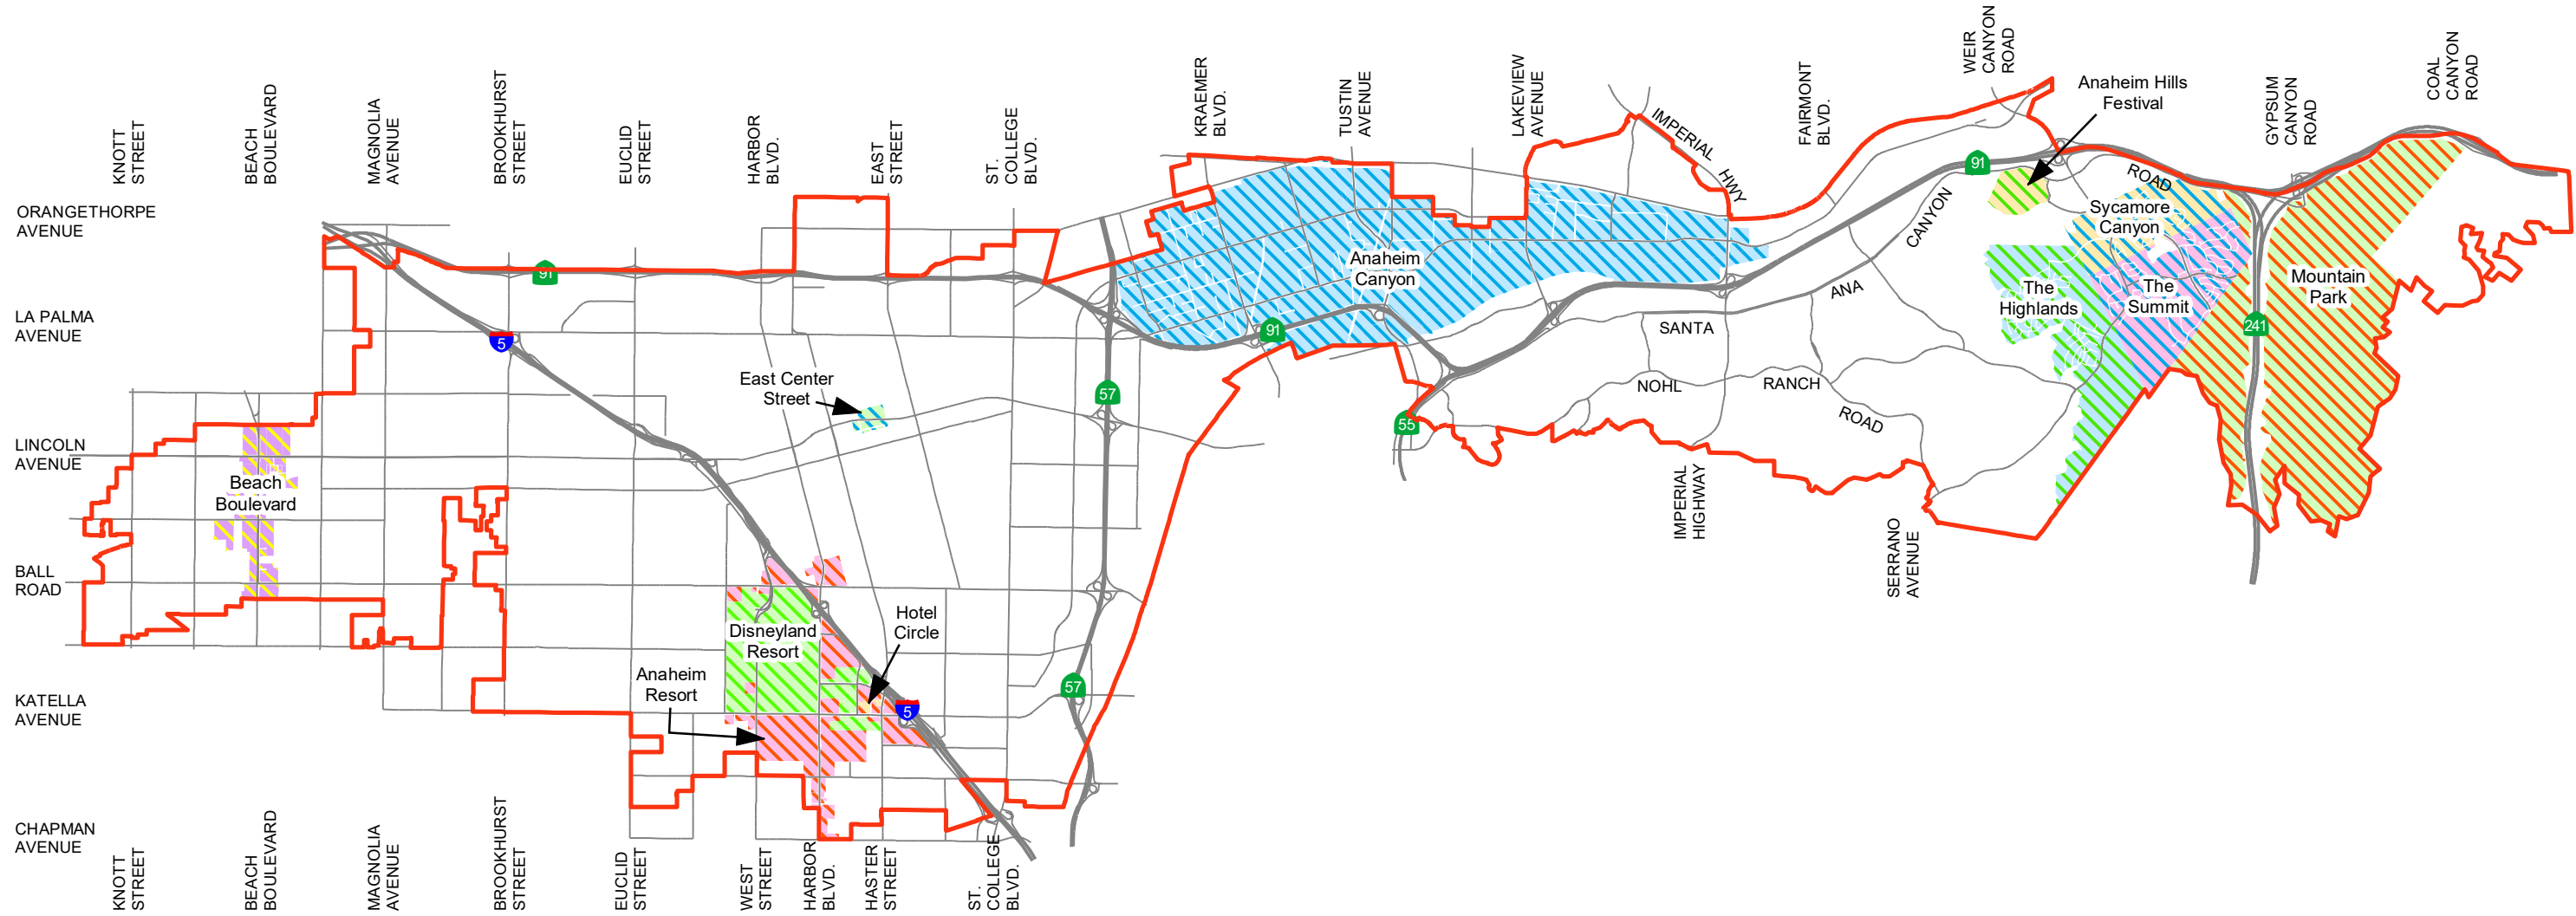 KNOTT
STREET
BEACH
BOULEVARD
MAGNOLIA
AVENUE
BROOKHURST
STREET
EUCLID
STREET
HARBOR
BLVD.
EAST
STREET
ST.
COLLEGE
BLVD.
KRAEMER
BLVD.
TUSTIN
AVENUE
LAKEVIEW
AVENUE
IMPERIAL HWY
FAIRMONT
BLVD.
WEIR
CANYON
ROAD
Anaheim Hills
Festival
GYPSUM
CANYON
ROAD
COAL
CANYON
ROAD
ORANGETHORPE
AVENUE
LA PALMA
AVENUE
LINCOLN
AVENUE
BALL
ROAD
KATELLA
AVENUE
CHAPMAN
AVENUE
91
5
57
57
5
91
55
91
241
East Center
Street
Beach
Boulevard
Disneyland
Resort
Hotel
Circle
Anaheim
Resort
Anaheim
Canyon
SANTA
ANA
CANYON
ROAD
NOHL
RANCH
ROAD
Sycamore
Canyon
The
Highlands
The
Summit
Mountain
Park
IMPERIAL
HIGHWAY
SERRANO
AVENUE
KNOTT
STREET
BEACH
BOULEVARD
MAGNOLIA
AVENUE
BROOKHURST
STREET
EUCLID
STREET
WEST
STREET
HARBOR
BLVD.
HASTER
STREET
ST.
COLLEGE
BLVD.